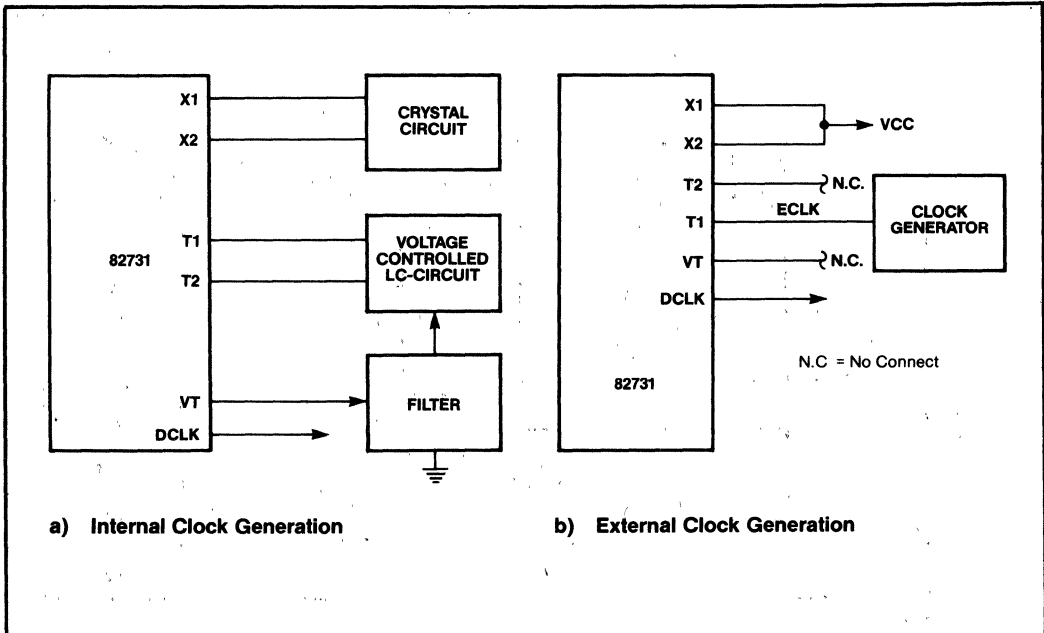 X1
X2
CRYSTAL
CIRCUIT
T1
T2
82731
VOLTAGE
CONTROLLED
LC-CIRCUIT
VT
DCLK
FILTER
a) Internal Clock Generation
X1
X2
VCC
T2
N.C.
T1
ECLK
CLOCK
GENERATOR
VT
N.C.
DCLK
N.C = No Connect
82731
b) External Clock Generation